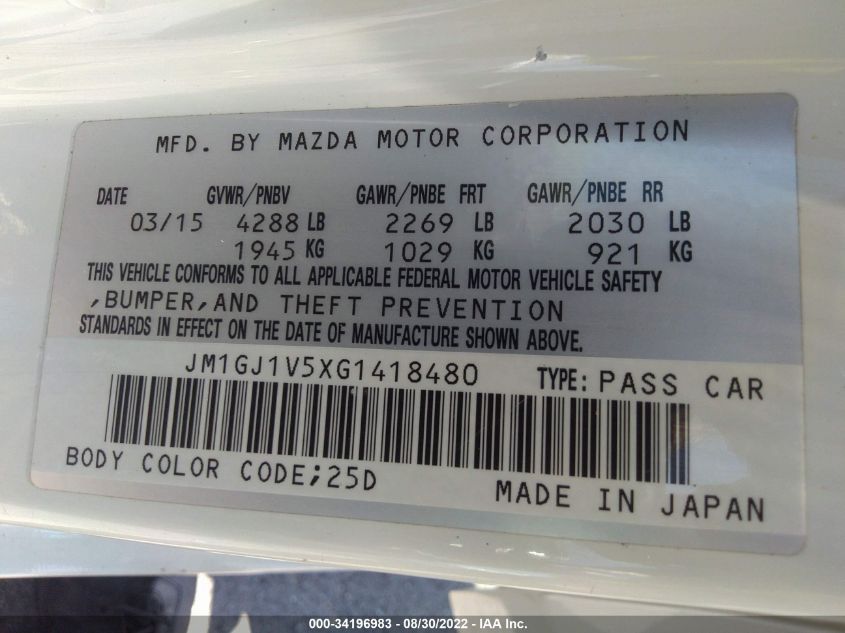 MFD. BY MAZDA MOTOR CORPORATION
DATE GVWR/PNBV GAWR/PNBE FRT GAWR/PNBE RR
03/15 4288 LB 2269 LB 2030 LB
1945 KG 1029 KG 921 KG
THIS VEHICLE CONFORMS TO ALL APPLICABLE FEDERAL MOTOR VEHICLE SAFETY
,BUMPER,AND THEFT PREVENTION
STANDARDS IN EFFECT ON THE DATE OF MANUFACTURE SHOWN ABOVE.
JM1GJ1V5XG1418480 TYPE: PASS CAR
BODY COLOR CODE;25D
MADE IN JAPAN
000-34196983 - 08/30/2022 - IAA Inc.